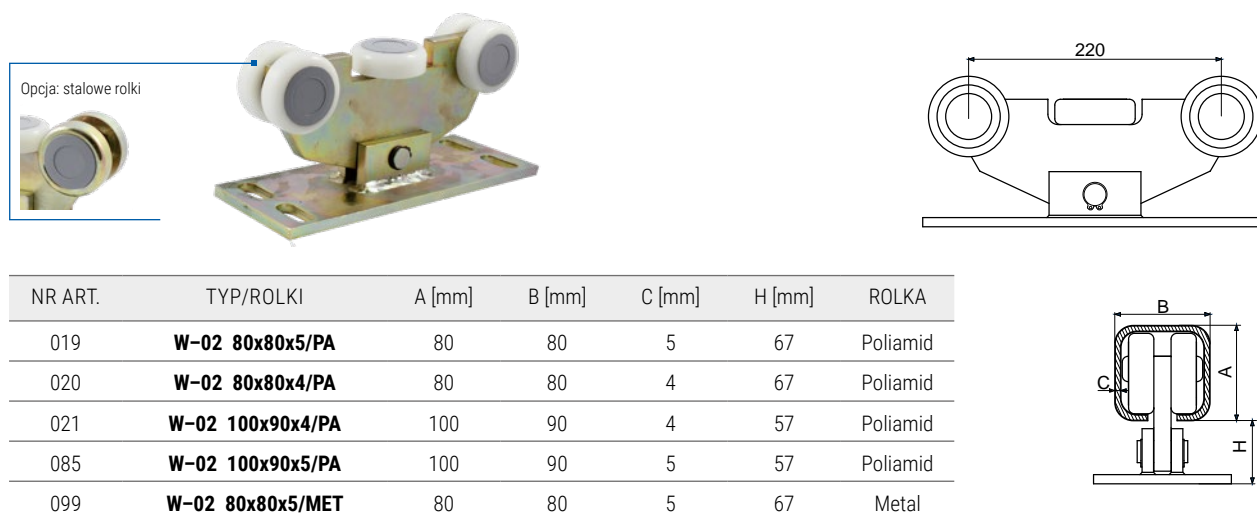 Opcja: stalowe rolki
220
NR ART. TYP/ROLKI A [mm] B [mm] C [mm] H [mm] ROLKA
019 W–02 80x80x5/PA 80 80 5 67 Poliamid
020 W–02 80x80x4/PA 80 80 4 67 Poliamid
021 W–02 100x90x4/PA 100 90 4 57 Poliamid
085 W–02 100x90x5/PA 100 90 5 57 Poliamid
099 W–02 80x80x5/MET 80 80 5 67 Metal
B
A
C
H